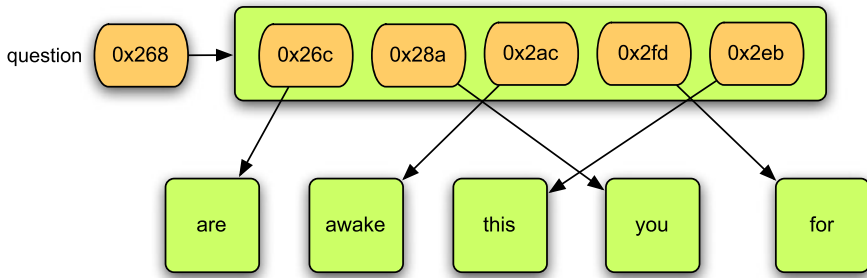 question 0x268 0x26c 0x28a 0x2ac 0x2fd 0x2eb
are awake this you for